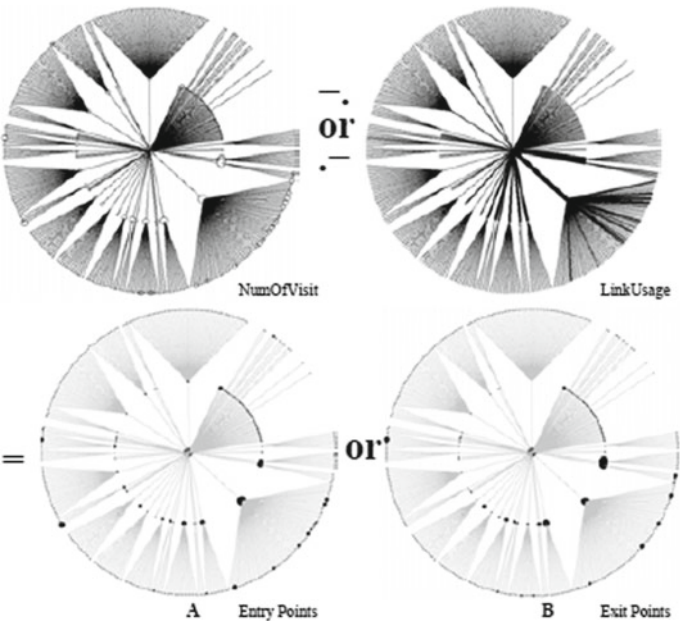 –.
or
.–
NumOfVisit
LinkUsage
=
or
A
Entry Points
B
Exit Points